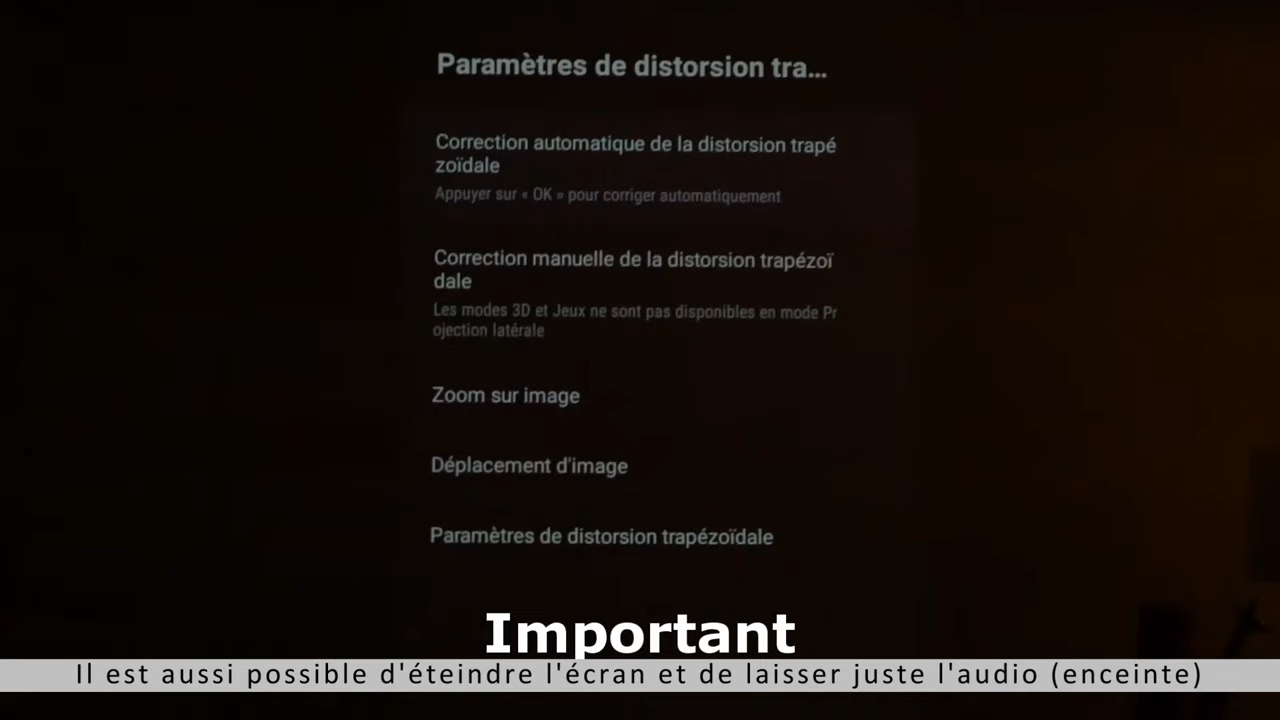 Paramètres de distorsion tra...
Correction automatique de la distorsion trapé
zoïdale
Appuyer sur « OK » pour corriger automatiquement
Correction manuelle de la distorsion trapézoï
dale
Les modes 3D et Jeux ne sont pas disponibles en mode Pr
ojection latérale
Zoom sur image
Déplacement d'image
Paramètres de distorsion trapézoïdale
Important
Il est aussi possible d'éteindre l'écran et de laisser juste l'audio (enceinte)